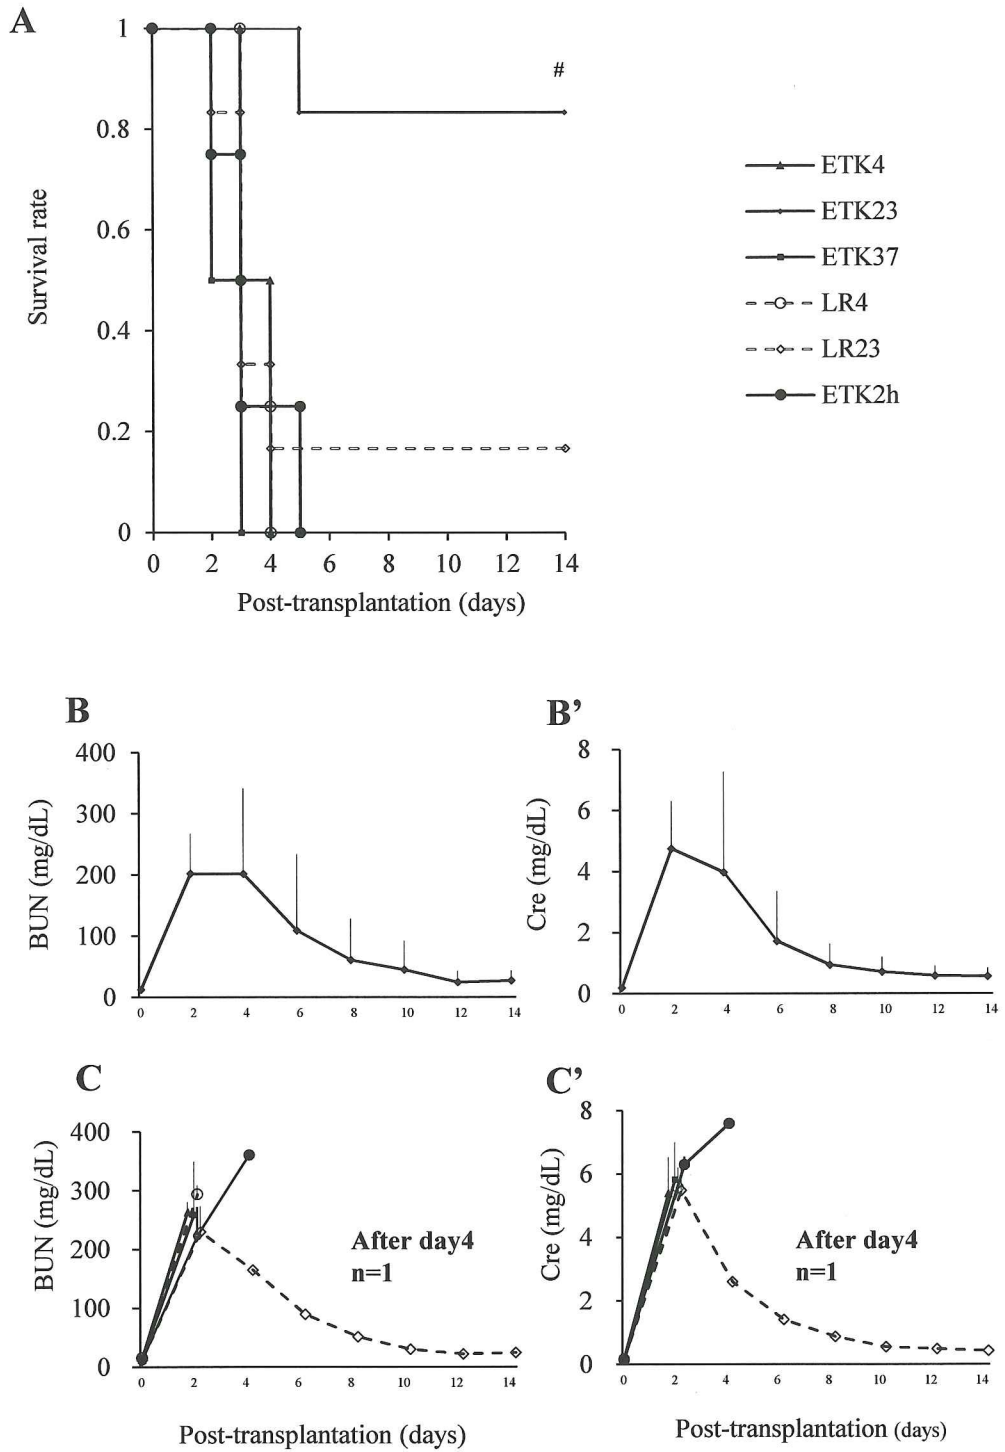 A
1
0.8
0.6
0.4
0.2
0
Survival rate
#
0 2 4 6 8 10 12 14
Post-transplantation (days)
ETK4
ETK23
ETK37
LR4
LR23
ETK2h
B
400
300
200
100
0
BUN (mg/dL)
0 2 4 6 8 10 12 14
B’
8
6
4
2
0
Cre (mg/dL)
0 2 4 6 8 10 12 14
C
400
300
200
100
0
BUN (mg/dL)
After day4
n=1
0 2 4 6 8 10 12 14
Post-transplantation (days)
C’
8
6
4
2
0
Cre (mg/dL)
After day4
n=1
0 2 4 6 8 10 12 14
Post-transplantation (days)